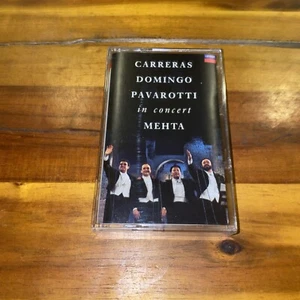 CARRERAS
DOMINGO
PAVAROTTI
in concert
MEHTA